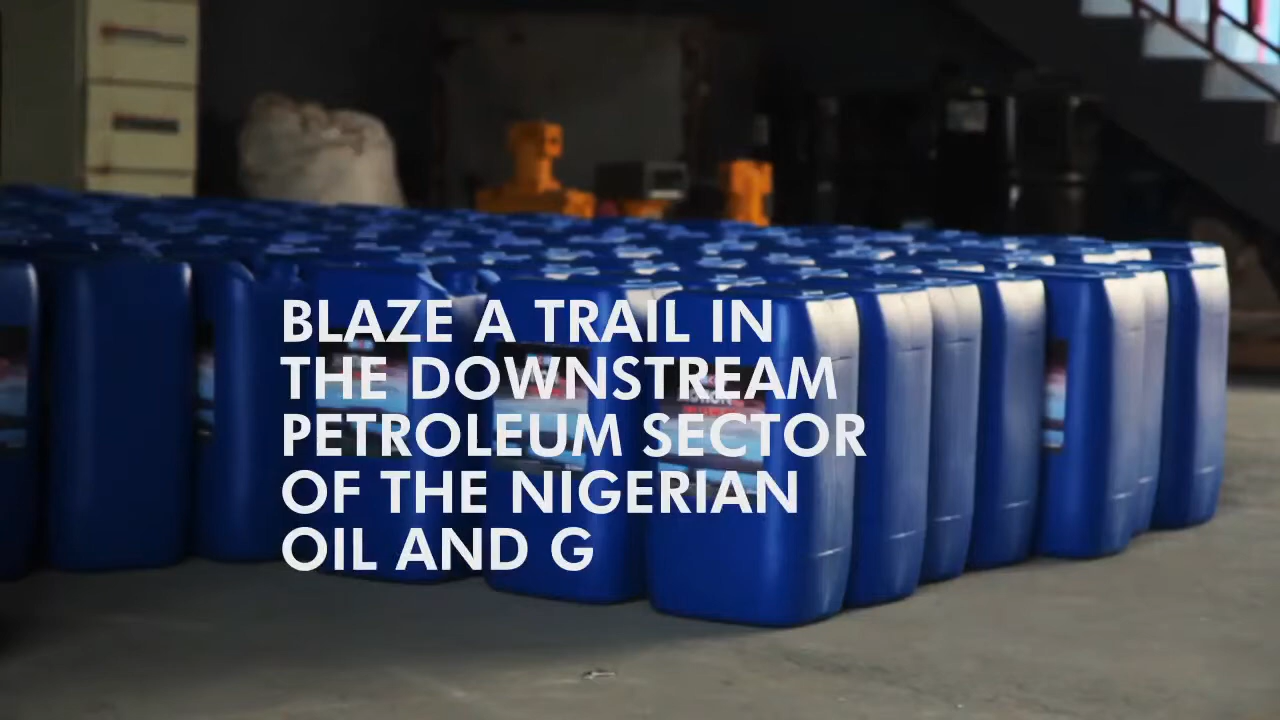 BLAZE A TRAIL IN
THE DOWNSTREAM
PETROLEUM SECTOR
OF THE NIGERIAN
OIL AND G